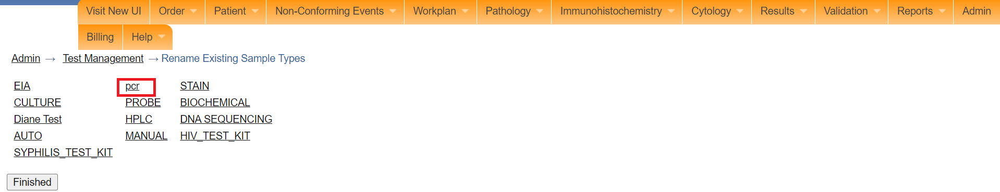 Visit New UI Order Patient Non-Conforming Events Workplan Pathology Immunohistochemistry Cytology Results Validation Reports Admin
Billing Help
Admin → Test Management → Rename Existing Sample Types
EIA pcr STAIN
CULTURE PROBE BIOCHEMICAL
Diane Test HPLC DNA SEQUENCING
AUTO MANUAL HIV_TEST_KIT
SYPHILIS_TEST_KIT
Finished